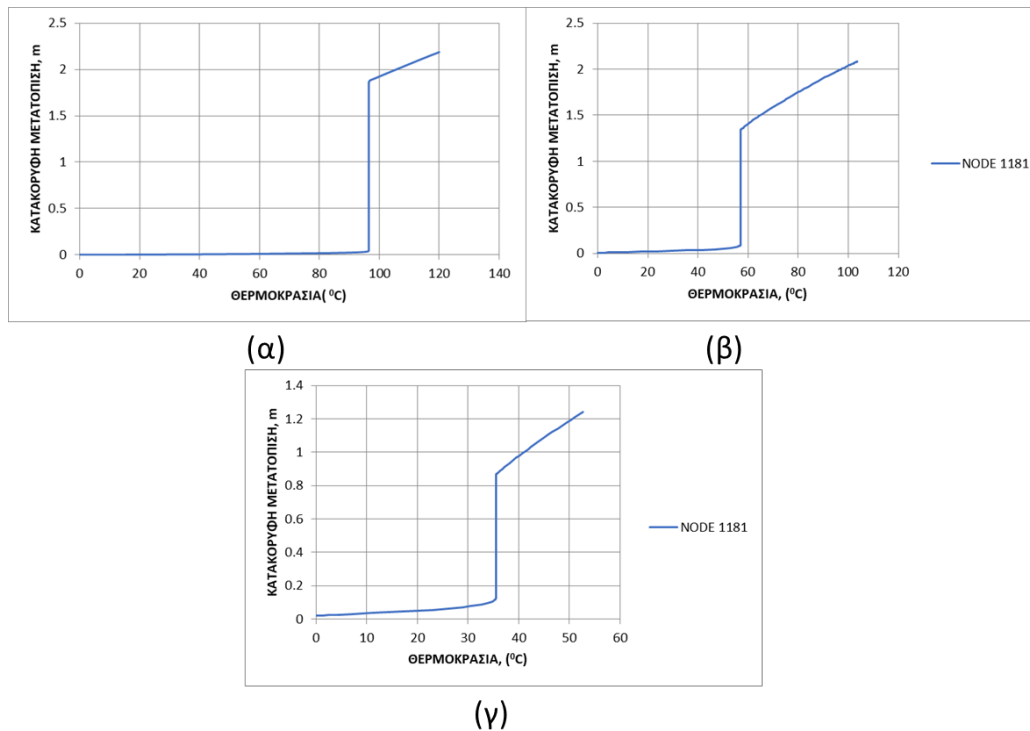 ΚΑΤΑΚΟΡΥΦΗ ΜΕΤΑΤΟΠΙΣΗ, m
2.5
2
1.5
1
0.5
0
0 20 40 60 80 100 120 140
ΘΕΡΜΟΚΡΑΣΙΑ( ⁰C)
(α)
ΚΑΤΑΚΟΡΥΦΗ ΜΕΤΑΤΟΠΙΣΗ, m
2.5
2
1.5
1
0.5
0
0 20 40 60 80 100 120
ΘΕΡΜΟΚΡΑΣΙΑ, (⁰C)
NODE 1181
(β)
ΚΑΤΑΚΟΡΥΦΗ ΜΕΤΑΤΟΠΙΣΗ, m
1.4
1.2
1
0.8
0.6
0.4
0.2
0
0 10 20 30 40 50 60
ΘΕΡΜΟΚΡΑΣΙΑ, (⁰C)
NODE 1181
(γ)